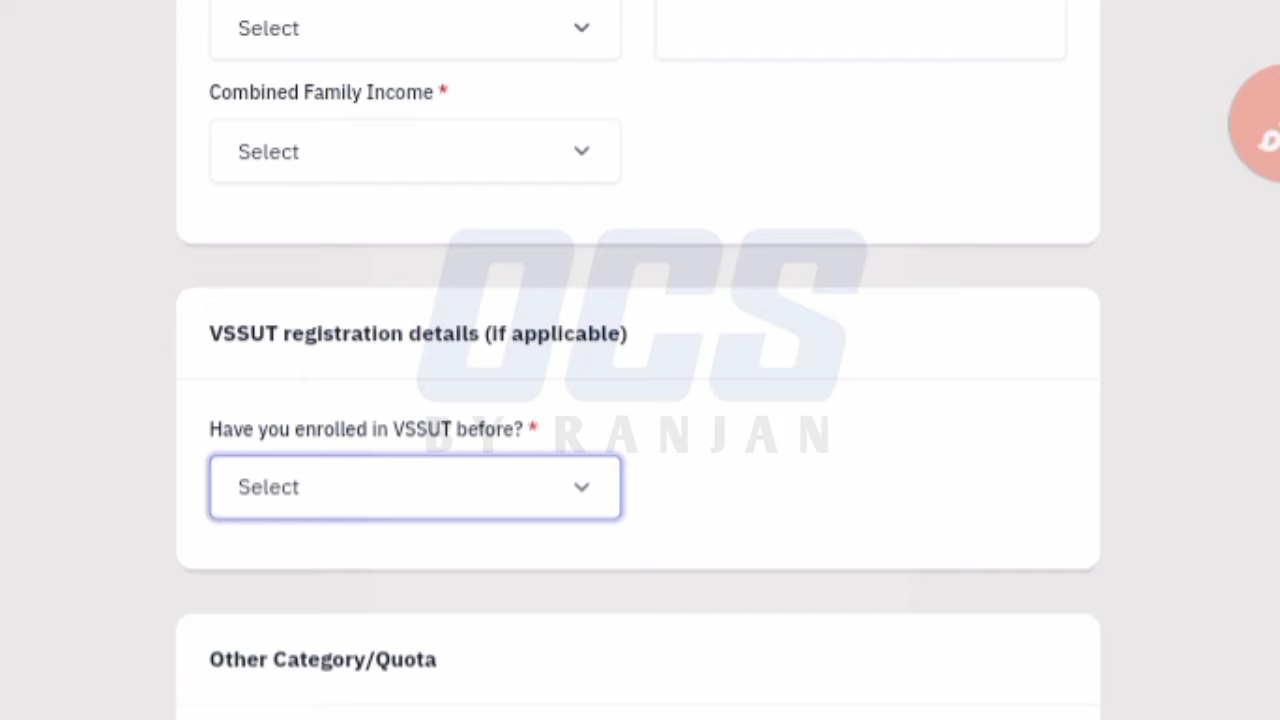 Select
Combined Family Income *
Select
OCS
BY RANJAN
VSSUT registration details (if applicable)
Have you enrolled in VSSUT before? *
Select
Other Category/Quota